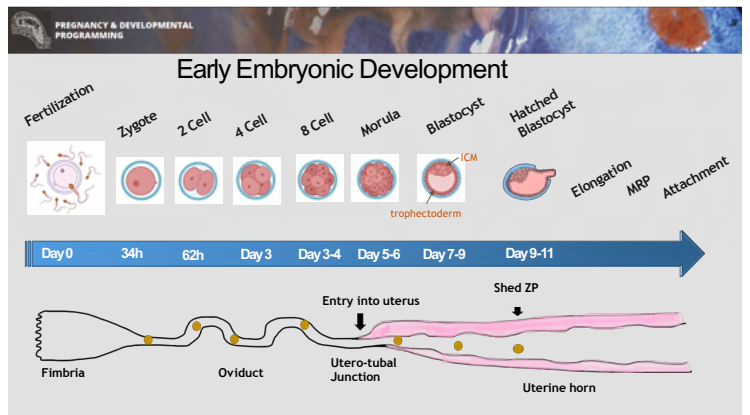 PREGNANCY & DEVELOPMENTAL
PROGRAMMING
Early Embryonic Development
Fertilization
Zygote
2 Cell
4 Cell
8 Cell
Morula
Blastocyst
Hatched
Blastocyst
Elongation
MRP
Attachment
ICM
trophectoderm
Day 0
34h
62h
Day 3
Day 3-4
Day 5-6
Day 7-9
Day 9-11
Entry into uterus
Shed ZP
Fimbria
Oviduct
Utero-tubal
Junction
Uterine horn